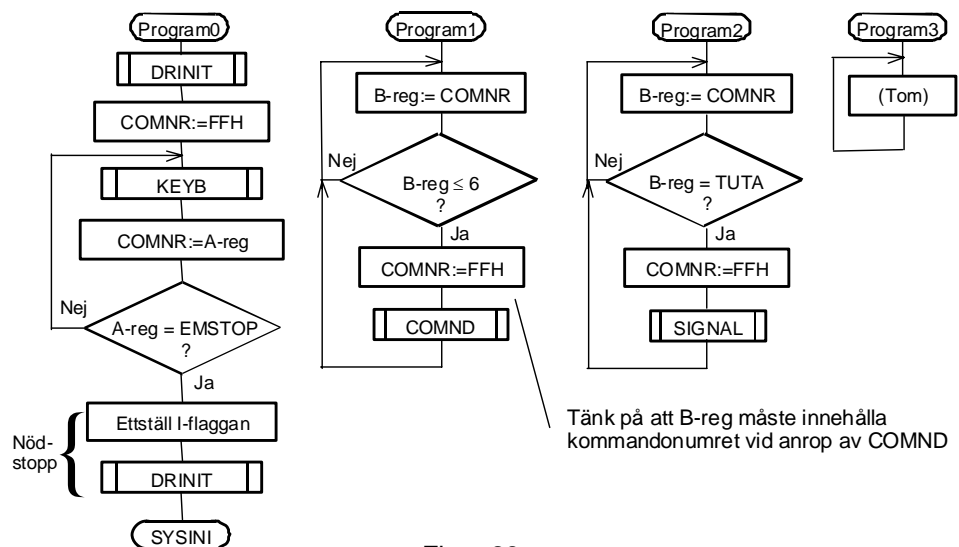 Program0
DRINIT
COMNR:=FFH
KEYB
COMNR:=A-reg
Nej
A-reg = EMSTOP
?
Ja
Ettställ I-flaggan
Nöd-
stopp
DRINIT
SYSINI
Program1
B-reg:= COMNR
Nej
B-reg ≤ 6
?
Ja
COMNR:=FFH
COMND
Program2
B-reg:= COMNR
Nej
B-reg = TUTA
?
Ja
COMNR:=FFH
SIGNAL
Program3
(Tom)
Tänk på att B-reg måste innehålla
kommandonumret vid anrop av COMND